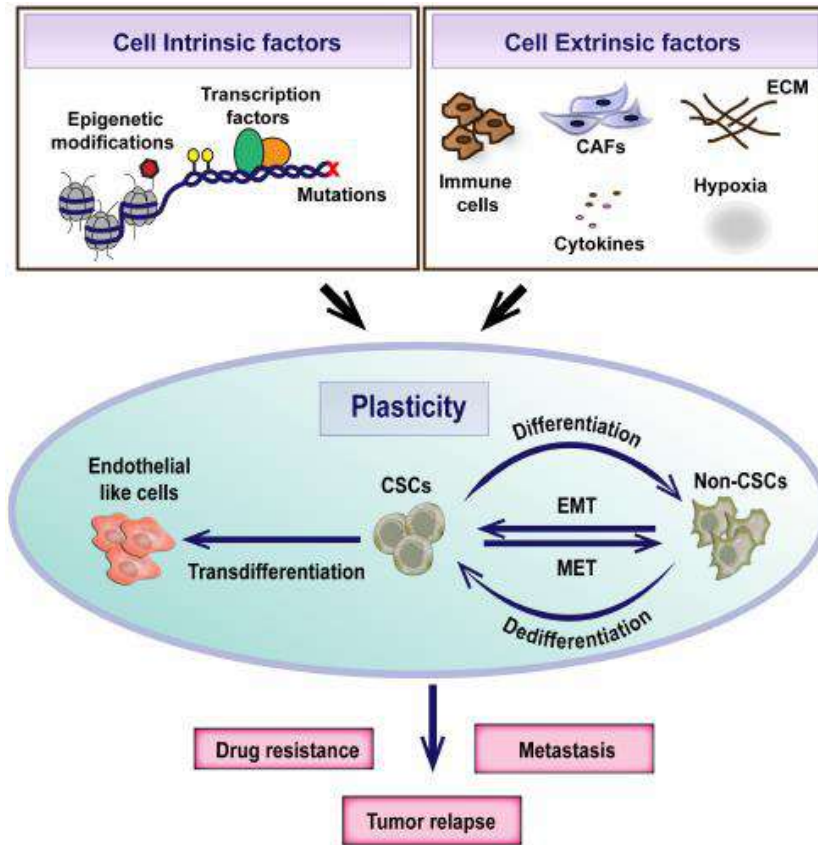 Cell Intrinsic factors
Epigenetic
modifications
Transcription
factors
Mutations
Cell Extrinsic factors
Immune
cells
CAFs
ECM
Cytokines
Hypoxia
Plasticity
Endothelial
like cells
Transdifferentiation
CSCs
Differentiation
EMT
MET
Dedifferentiation
Non-CSCs
Drug resistance
Metastasis
Tumor relapse